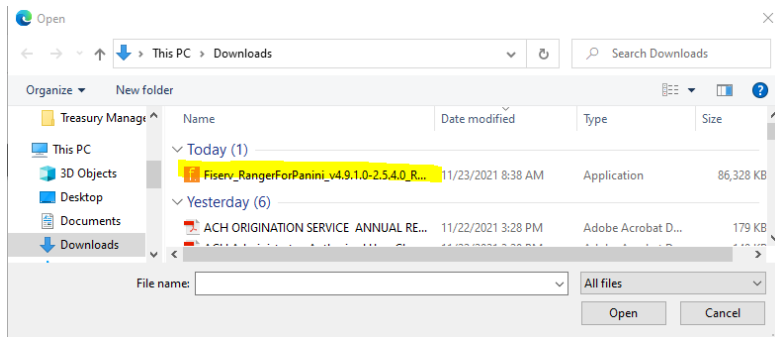 Open
This PC > Downloads
Search Downloads
Organize
New folder
Treasury Manage
Name
Date modified
Type
Size
This PC
Today (1)
3D Objects
Fiserv_RangerForPanini_v4.9.1.0-2.5.4.0_R... 11/23/2021 8:38 AM Application 86,328 KB
Desktop
Yesterday (6)
Documents
ACH ORIGINATION SERVICE ANNUAL RE... 11/22/2021 3:28 PM Adobe Acrobat D... 179 KB
Downloads
File name:
All files
Open
Cancel